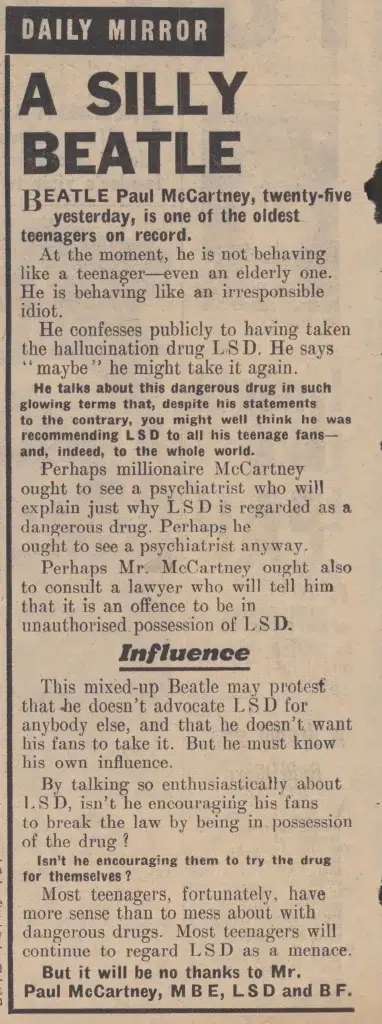 DAILY MIRROR
A SILLY
BEATLE
BEATLE Paul McCartney, twenty-five
yesterday, is one of the oldest
teenagers on record.
At the moment, he is not behaving
like a teenager—even an elderly one.
He is behaving like an irresponsible
idiot.
He confesses publicly to having taken
the hallucination drug LSD. He says
"maybe" he might take it again.
He talks about this dangerous drug in such
glowing terms that, despite his statements
to the contrary, you might well think he was
recommending LSD to all his teenage fans—
and, indeed, to the whole world.
Perhaps millionaire McCartney
ought to see a psychiatrist who will
explain just why LSD is regarded as a
dangerous drug. Perhaps he
ought to see a psychiatrist anyway.
Perhaps Mr. McCartney ought also
to consult a lawyer who will tell him
that it is an offence to be in
unauthorised possession of LSD.
Influence
This mixed-up Beatle may protest
that he doesn't advocate LSD for
anybody else, and that he doesn't want
his fans to take it. But he must know
his own influence.
By talking so enthusiastically about
LSD, isn't he encouraging his fans
to break the law by being in possession
of the drug?
Isn't he encouraging them to try the drug
for themselves?
Most teenagers, fortunately, have
more sense than to mess about with
dangerous drugs. Most teenagers will
continue to regard LSD as a menace.
But it will be no thanks to Mr.
Paul McCartney, MBE, LSD and BF.